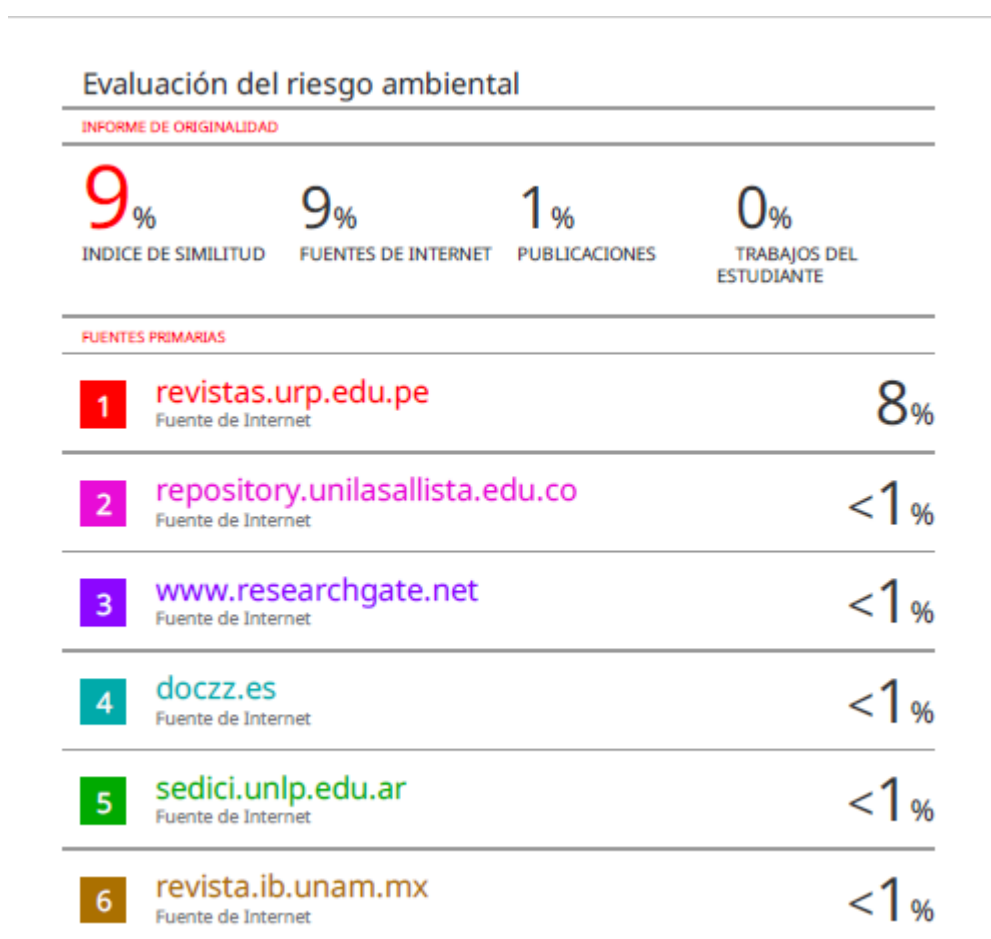 Evaluación del riesgo ambiental
INFORME DE ORIGINALIDAD
9% 9% 1% 0%
INDICE DE SIMILITUD FUENTES DE INTERNET PUBLICACIONES TRABAJOS DEL
ESTUDIANTE
FUENTES PRIMARIAS
1 revistas.urp.edu.pe 8%
Fuente de Internet
2 repository.unilasallista.edu.co <1%
Fuente de Internet
3 www.researchgate.net <1%
Fuente de Internet
4 doczz.es <1%
Fuente de Internet
5 sedici.unlp.edu.ar <1%
Fuente de Internet
6 revista.ib.unam.mx <1%
Fuente de Internet